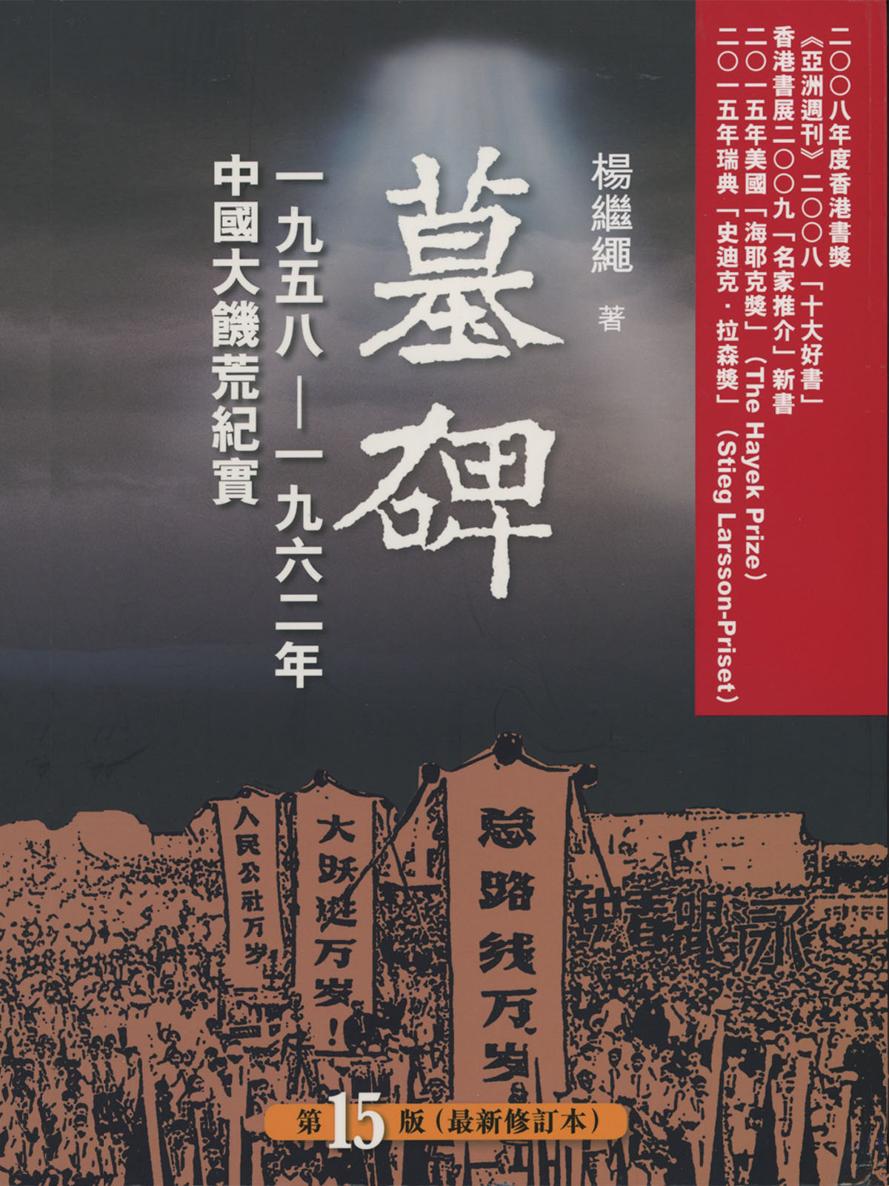 二〇〇八年度香港書獎
《亞洲週刊》二〇〇八「十大好書」
香港書展二〇〇九「名家推介」新書
二〇一五年美國「海耶克獎」（The Hayek Prize）
二〇一五年瑞典「史迪克·拉森獎」（Stieg Larsson-Priset）
楊繼繩 著
墓碑
一九五八—一九六二年
中國大饑荒紀實
总路线万岁
大跃进万岁！
人民公社万岁
第15版（最新修訂本）